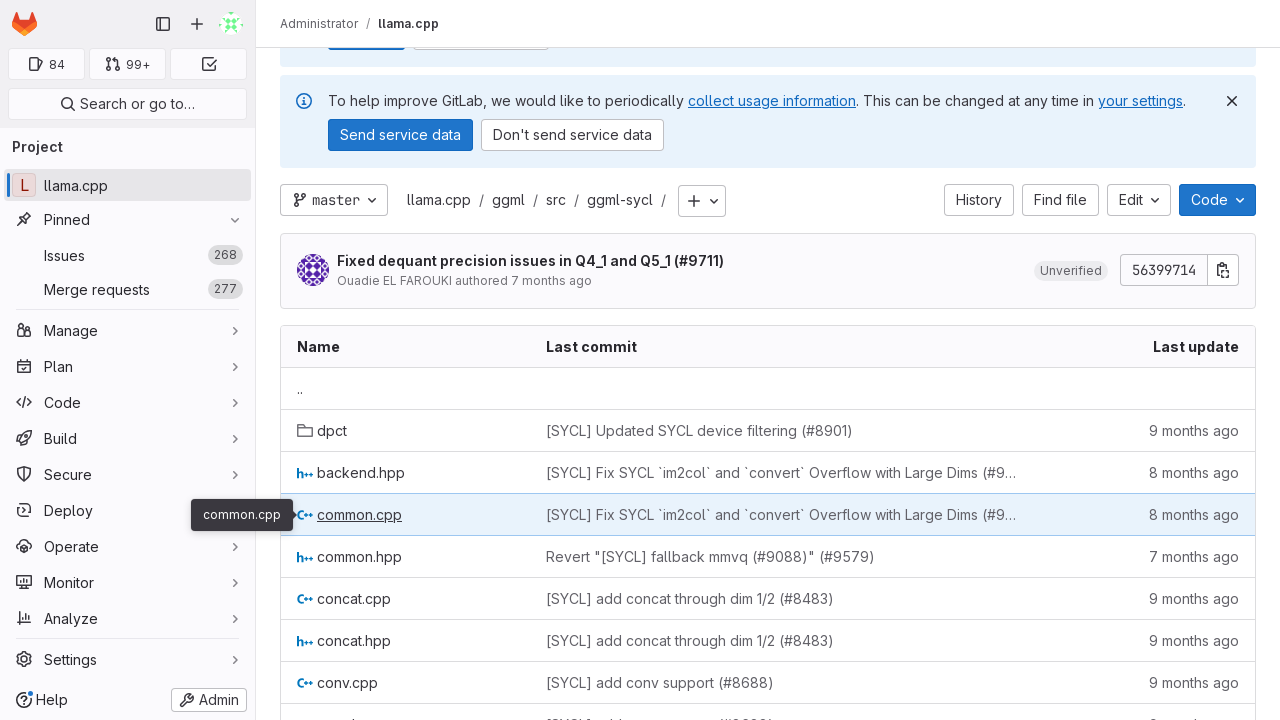 Administrator / llama.cpp
84
99+
Search or go to…
To help improve GitLab, we would like to periodically collect usage information. This can be changed at any time in your settings.
Send service data
Don't send service data
Project
L llama.cpp
Pinned
Issues 268
Merge requests 277
Manage
Plan
Code
Build
Secure
Deploy
Operate
Monitor
Analyze
Settings
Help
Admin
master
llama.cpp / ggml / src / ggml-sycl /
History
Find file
Edit
Code
Fixed dequant precision issues in Q4_1 and Q5_1 (#9711)
Ouadie EL FAROUKI authored 7 months ago
Unverified
56399714
Name Last commit Last update
..
dpct [SYCL] Updated SYCL device filtering (#8901) 9 months ago
backend.hpp [SYCL] Fix SYCL `im2col` and `convert` Overflow with Large Dims (#9… 8 months ago
common.cpp
common.cpp [SYCL] Fix SYCL `im2col` and `convert` Overflow with Large Dims (#9… 8 months ago
common.hpp Revert "[SYCL] fallback mmvq (#9088)" (#9579) 7 months ago
concat.cpp [SYCL] add concat through dim 1/2 (#8483) 9 months ago
concat.hpp [SYCL] add concat through dim 1/2 (#8483) 9 months ago
conv.cpp [SYCL] add conv support (#8688) 9 months ago